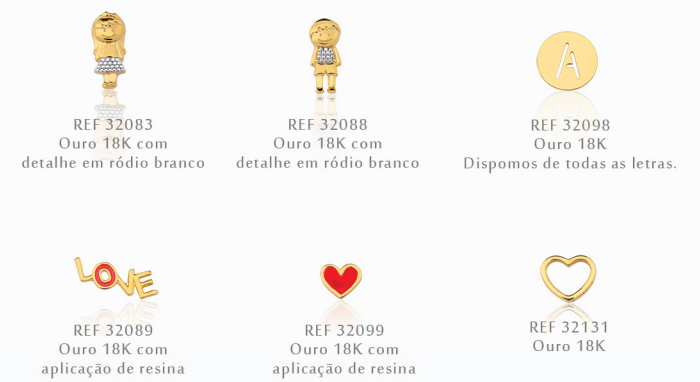 REF 32083
Ouro 18K com
detalhe em ródio branco
REF 32088
Ouro 18K com
detalhe em ródio branco
A
REF 32098
Ouro 18K
Dispomos de todas as letras.
LOVE
REF 32089
Ouro 18K com
aplicação de resina
REF 32099
Ouro 18K com
aplicação de resina
REF 32131
Ouro 18K